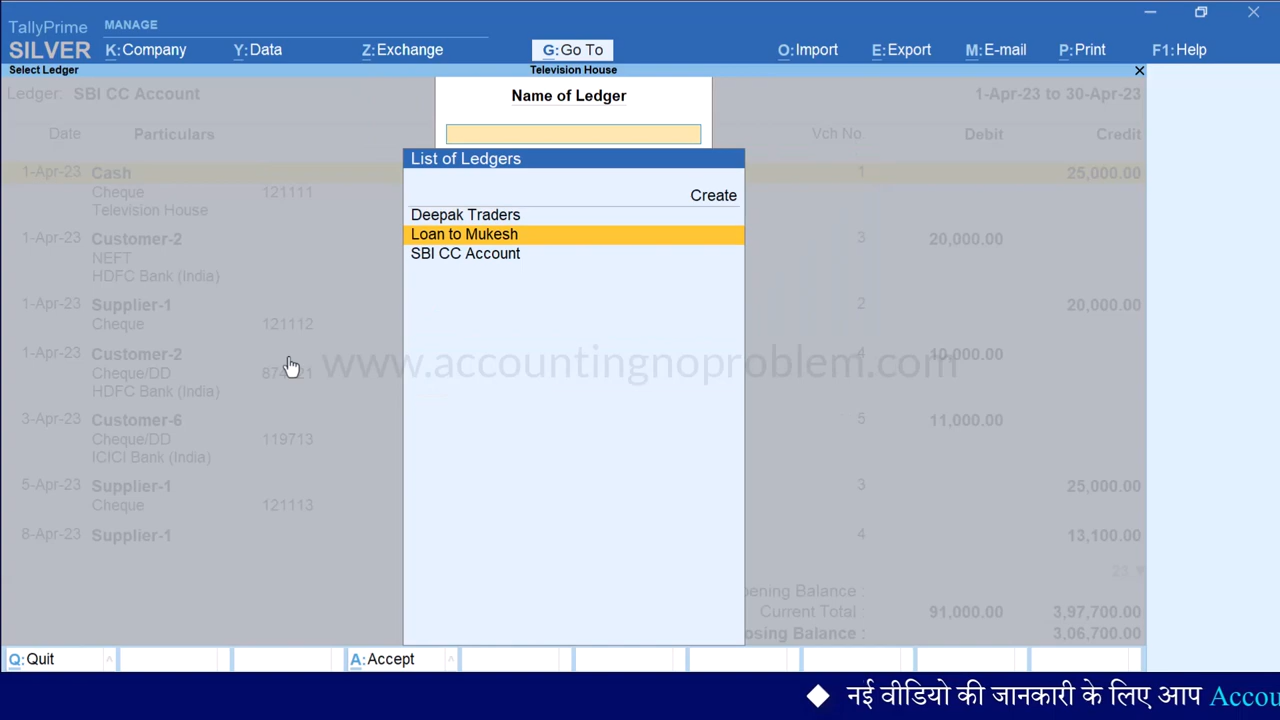 TallyPrime MANAGE
SILVER K:Company Y:Data Z:Exchange G:Go To O:Import E:Export M:E-mail P:Print F1:Help
Select Ledger Television House
Ledger: SBI CC Account Name of Ledger 1-Apr-23 to 30-Apr-23
Date Particulars Vch No. Debit Credit
List of Ledgers
1-Apr-23 Cash 1 25,000.00
Cheque 121111 Create
Television House Deepak Traders
1-Apr-23 Customer-2 Loan to Mukesh 3 20,000.00
NEFT SBI CC Account
HDFC Bank (India)
1-Apr-23 Supplier-1 2 20,000.00
Cheque 121112
1-Apr-23 Customer-2 4 10,000.00
www.accountingnoproblem.com
Cheque/DD
HDFC Bank (India)
3-Apr-23 Customer-6 5 11,000.00
Cheque/DD 119713
ICICI Bank (India)
5-Apr-23 Supplier-1 3 25,000.00
Cheque 121113
8-Apr-23 Supplier-1 4 13,100.00
23 ▼
Balance :
Current Total : 91,000.00 3,97,700.00
Balance : 3,06,700.00
Q:Quit A:Accept
◆ नई वीडियो की जानकारी के लिए आप